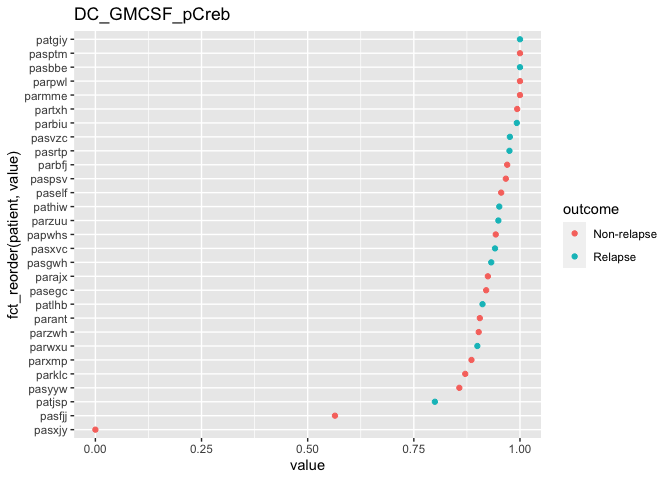 DC_GMCSF_pCreb
fct_reorder(patient, value)
patgiy
pasptm
pasbbe
parpwl
parmme
partxh
parbiu
pasvzc
pasrtp
parbfj
paspsv
paself
pathiw
parzuu
papwhs
pasxvc
pasgwh
parajx
pasegc
patlhb
parant
parzwh
parwxu
parxmp
parklc
pasyyw
patjsp
pasfjj
pasxjy
0.00 0.25 0.50 0.75 1.00
value
outcome
Non-relapse
Relapse